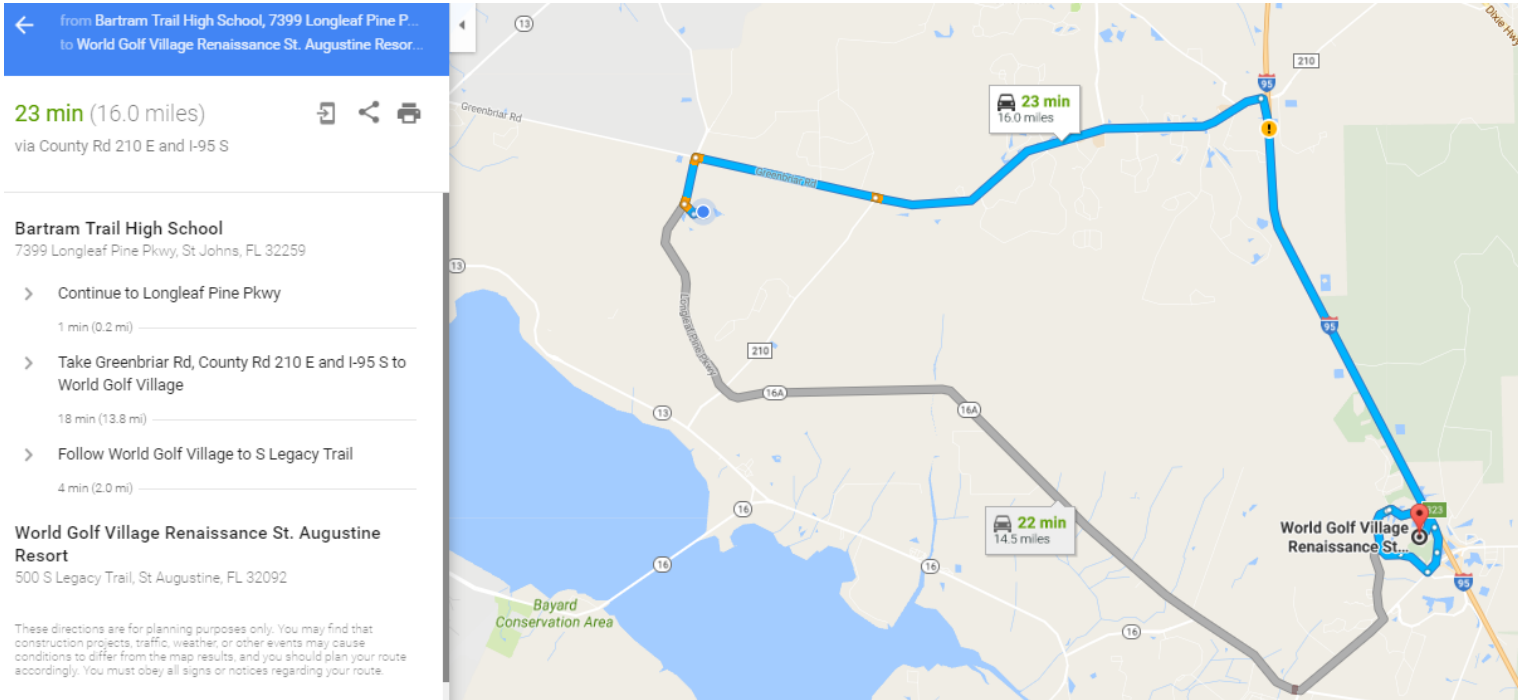 from Bartram Trail High School, 7399 Longleaf Pine P...
to World Golf Village Renaissance St. Augustine Resor...
23 min (16.0 miles)
via County Rd 210 E and I-95 S
Bartram Trail High School
7399 Longleaf Pine Pkwy, St Johns, FL 32259
Continue to Longleaf Pine Pkwy
1 min (0.2 mi)
Take Greenbriar Rd, County Rd 210 E and I-95 S to
World Golf Village
18 min (13.8 mi)
Follow World Golf Village to S Legacy Trail
4 min (2.0 mi)
World Golf Village Renaissance St. Augustine
Resort
500 S Legacy Trail, St Augustine, FL 32092
These directions are for planning purposes only. You may find that
construction projects, traffic, weather, or other events may cause
conditions to differ from the map results, and you should plan your route
accordingly. You must obey all signs or notices regarding your route.
13
Dixie Hwy
210
95
23 min
16.0 miles
Greenbriar Rd
Greenbriar Rd
13
Longleaf Pine Pkwy
95
210
16A
16A
13
16
323
22 min
14.5 miles
World Golf Village
Renaissance St...
16
16
95
Bayard
Conservation Area
16